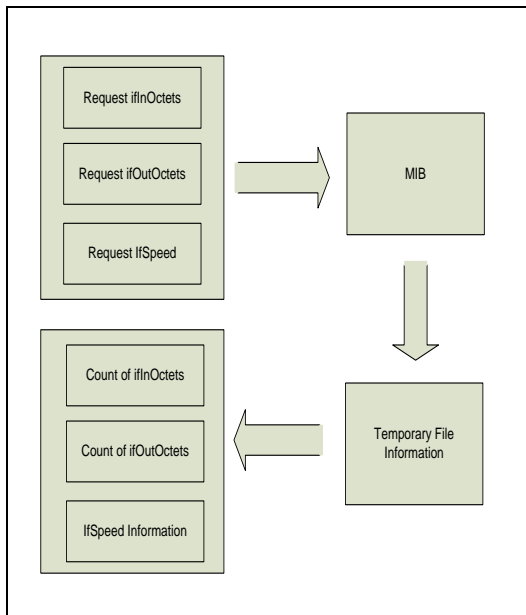 Request ifInOctets
Request ifOutOctets
Request IfSpeed
MIB
Count of ifInOctets
Count of ifOutOctets
IfSpeed Information
Temporary File
Information